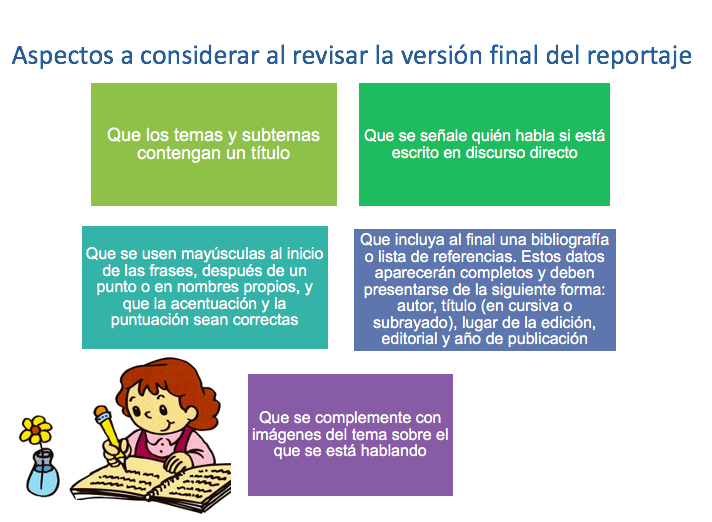 Aspectos a considerar al revisar la versión final del reportaje
Que los temas y subtemas
contengan un título
Que se señale quién habla si está
escrito en discurso directo
Que se usen mayúsculas al inicio
de las frases, después de un
punto o en nombres propios, y
que la acentuación y la
puntuación sean correctas
Que incluya al final una bibliografía
o lista de referencias. Estos datos
aparecerán completos y deben
presentarse de la siguiente forma:
autor, título (en cursiva o
subrayado), lugar de la edición,
editorial y año de publicación
Que se complemente con
imágenes del tema sobre el
que se está hablando